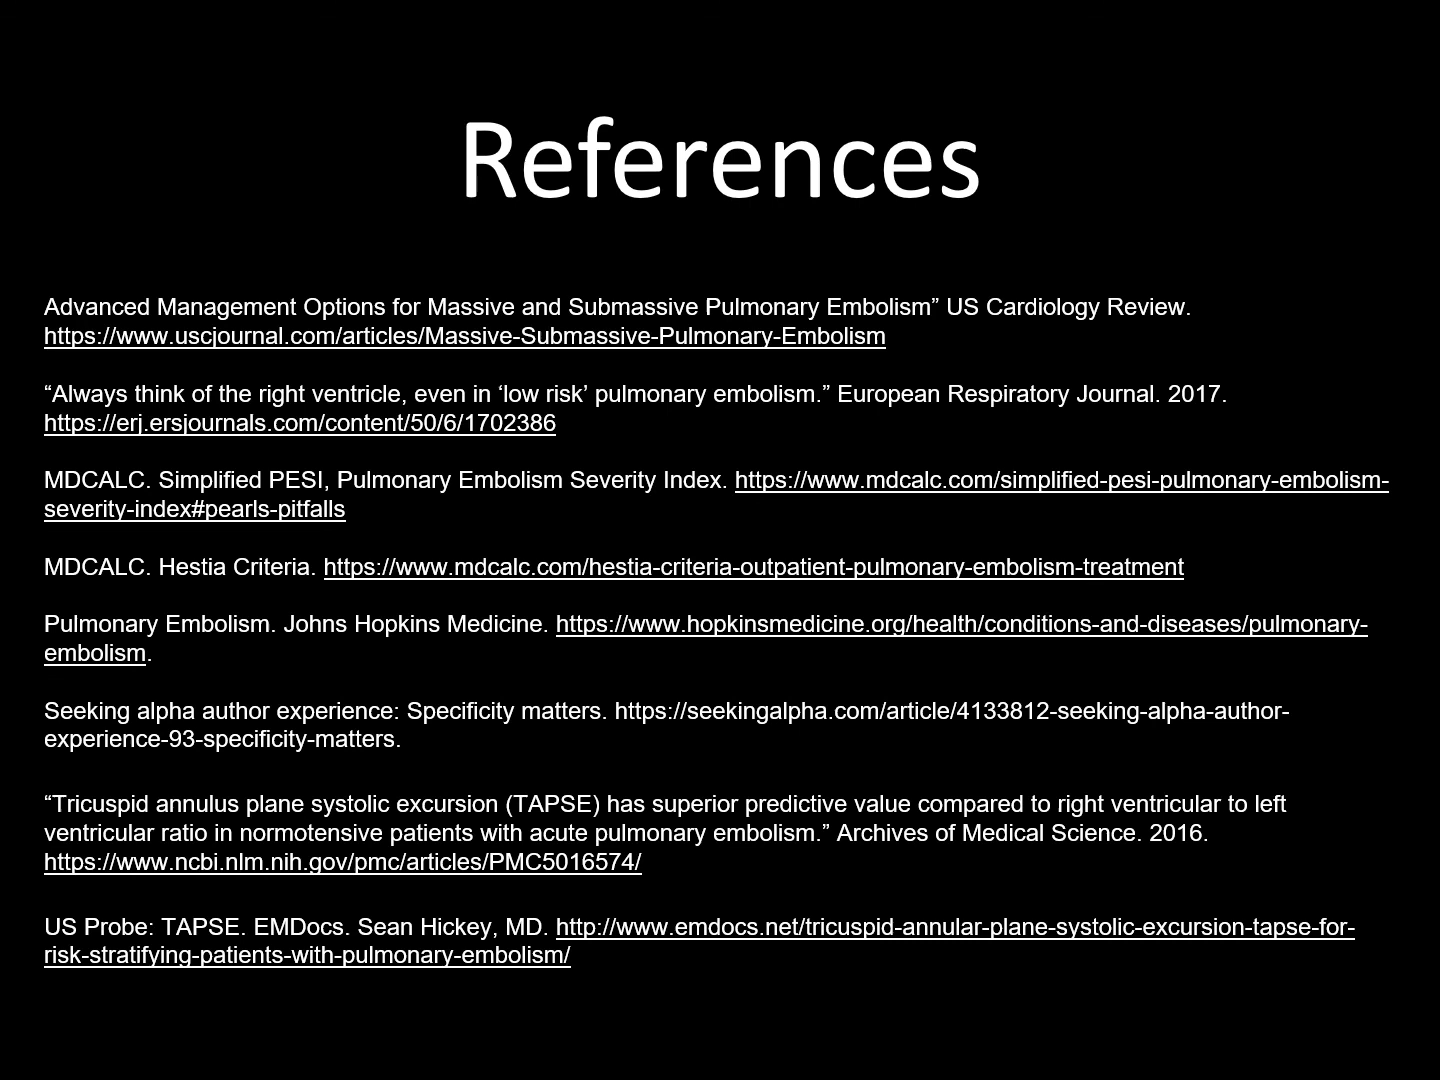 References
Advanced Management Options for Massive and Submassive Pulmonary Embolism” US Cardiology Review.
https://www.uscjournal.com/articles/Massive-Submassive-Pulmonary-Embolism
“Always think of the right ventricle, even in ‘low risk’ pulmonary embolism.” European Respiratory Journal. 2017.
https://erj.ersjournals.com/content/50/6/1702386
MDCALC. Simplified PESI, Pulmonary Embolism Severity Index. https://www.mdcalc.com/simplified-pesi-pulmonary-embolism-
severity-index#pearls-pitfalls
MDCALC. Hestia Criteria. https://www.mdcalc.com/hestia-criteria-outpatient-pulmonary-embolism-treatment
Pulmonary Embolism. Johns Hopkins Medicine. https://www.hopkinsmedicine.org/health/conditions-and-diseases/pulmonary-
embolism.
Seeking alpha author experience: Specificity matters. https://seekingalpha.com/article/4133812-seeking-alpha-author-
experience-93-specificity-matters.
“Tricuspid annulus plane systolic excursion (TAPSE) has superior predictive value compared to right ventricular to left
ventricular ratio in normotensive patients with acute pulmonary embolism.” Archives of Medical Science. 2016.
https://www.ncbi.nlm.nih.gov/pmc/articles/PMC5016574/
US Probe: TAPSE. EMDocs. Sean Hickey, MD. http://www.emdocs.net/tricuspid-annular-plane-systolic-excursion-tapse-for-
risk-stratifying-patients-with-pulmonary-embolism/